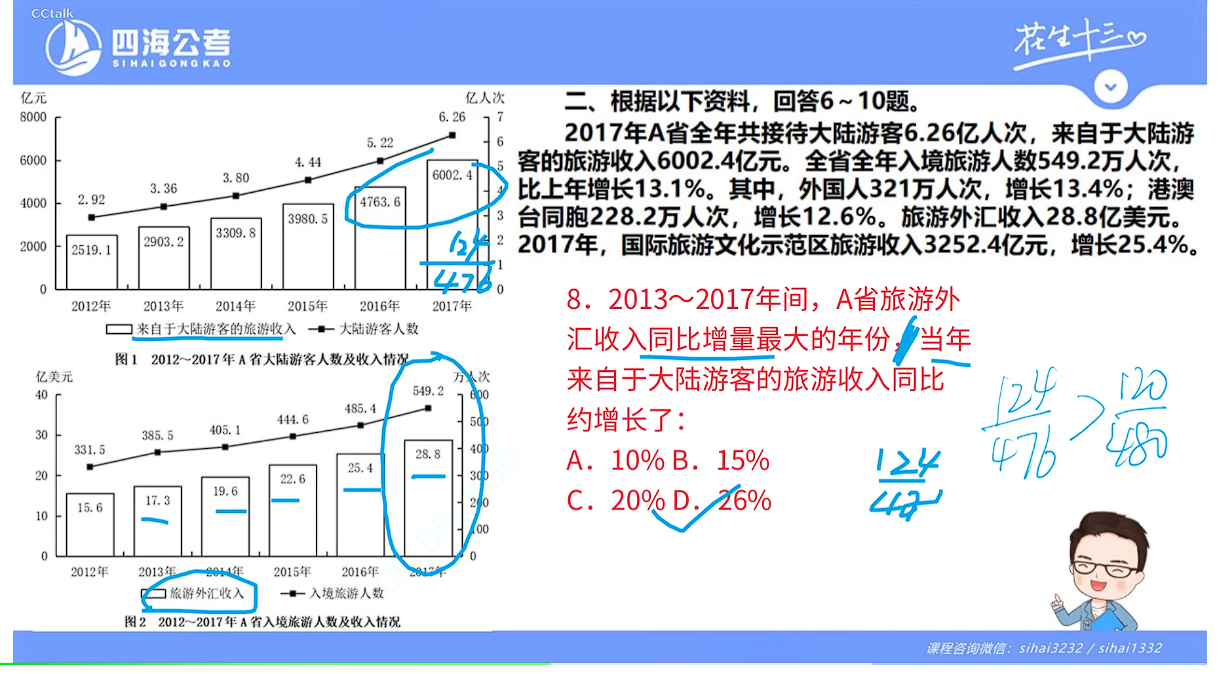 CCtalk
四海公考
SIHAIGONGKAO
花生十三
亿元
亿人次
8000
6000
4000
2000
0
7
6
5
4
3
2
1
0
2.92
3.36
3.80
4.44
5.22
6.26
2519.1
2903.2
3309.8
3980.5
4763.6
6002.4
124
476
2012年 2013年 2014年 2015年 2016年 2017年
来自于大陆游客的旅游收入 大陆游客人数
图1 2012~2017年A省大陆游客人数及收入情况
亿美元
万人次
40
30
20
10
0
600
500
400
300
200
100
0
331.5
385.5
405.1
444.6
485.4
549.2
15.6
17.3
19.6
22.6
25.4
28.8
2012年 2013年 2014年 2015年 2016年 2017年
旅游外汇收入 入境旅游人数
图2 2012~2017年A省入境旅游人数及收入情况
二、根据以下资料，回答6~10题。
2017年A省全年共接待大陆游客6.26亿人次，来自于大陆游
客的旅游收入6002.4亿元。全省全年入境旅游人数549.2万人次，
比上年增长13.1%。其中，外国人321万人次，增长13.4%；港澳
台同胞228.2万人次，增长12.6%。旅游外汇收入28.8亿美元。
2017年，国际旅游文化示范区旅游收入3252.4亿元，增长25.4%。
8．2013～2017年间，A省旅游外
汇收入同比增量最大的年份，当年
来自于大陆游客的旅游收入同比
约增长了：
A．10% B．15%
C．20% D．26%
124
124 > 120
476 480
课程咨询微信：sihai3232 / sihai1332